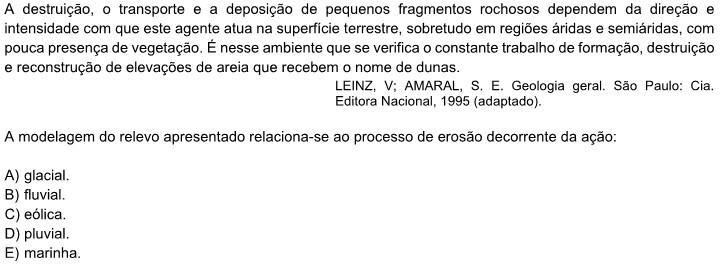 A destruição, o transporte e a deposição de pequenos fragmentos rochosos dependem da direção e
intensidade com que este agente atua na superfície terrestre, sobretudo em regiões áridas e semiáridas, com
pouca presença de vegetação. É nesse ambiente que se verifica o constante trabalho de formação, destruição
e reconstrução de elevações de areia que recebem o nome de dunas.
LEINZ, V; AMARAL, S. E. Geologia geral. São Paulo: Cia.
Editora Nacional, 1995 (adaptado).
A modelagem do relevo apresentado relaciona-se ao processo de erosão decorrente da ação:
A) glacial.
B) fluvial.
C) eólica.
D) pluvial.
E) marinha.